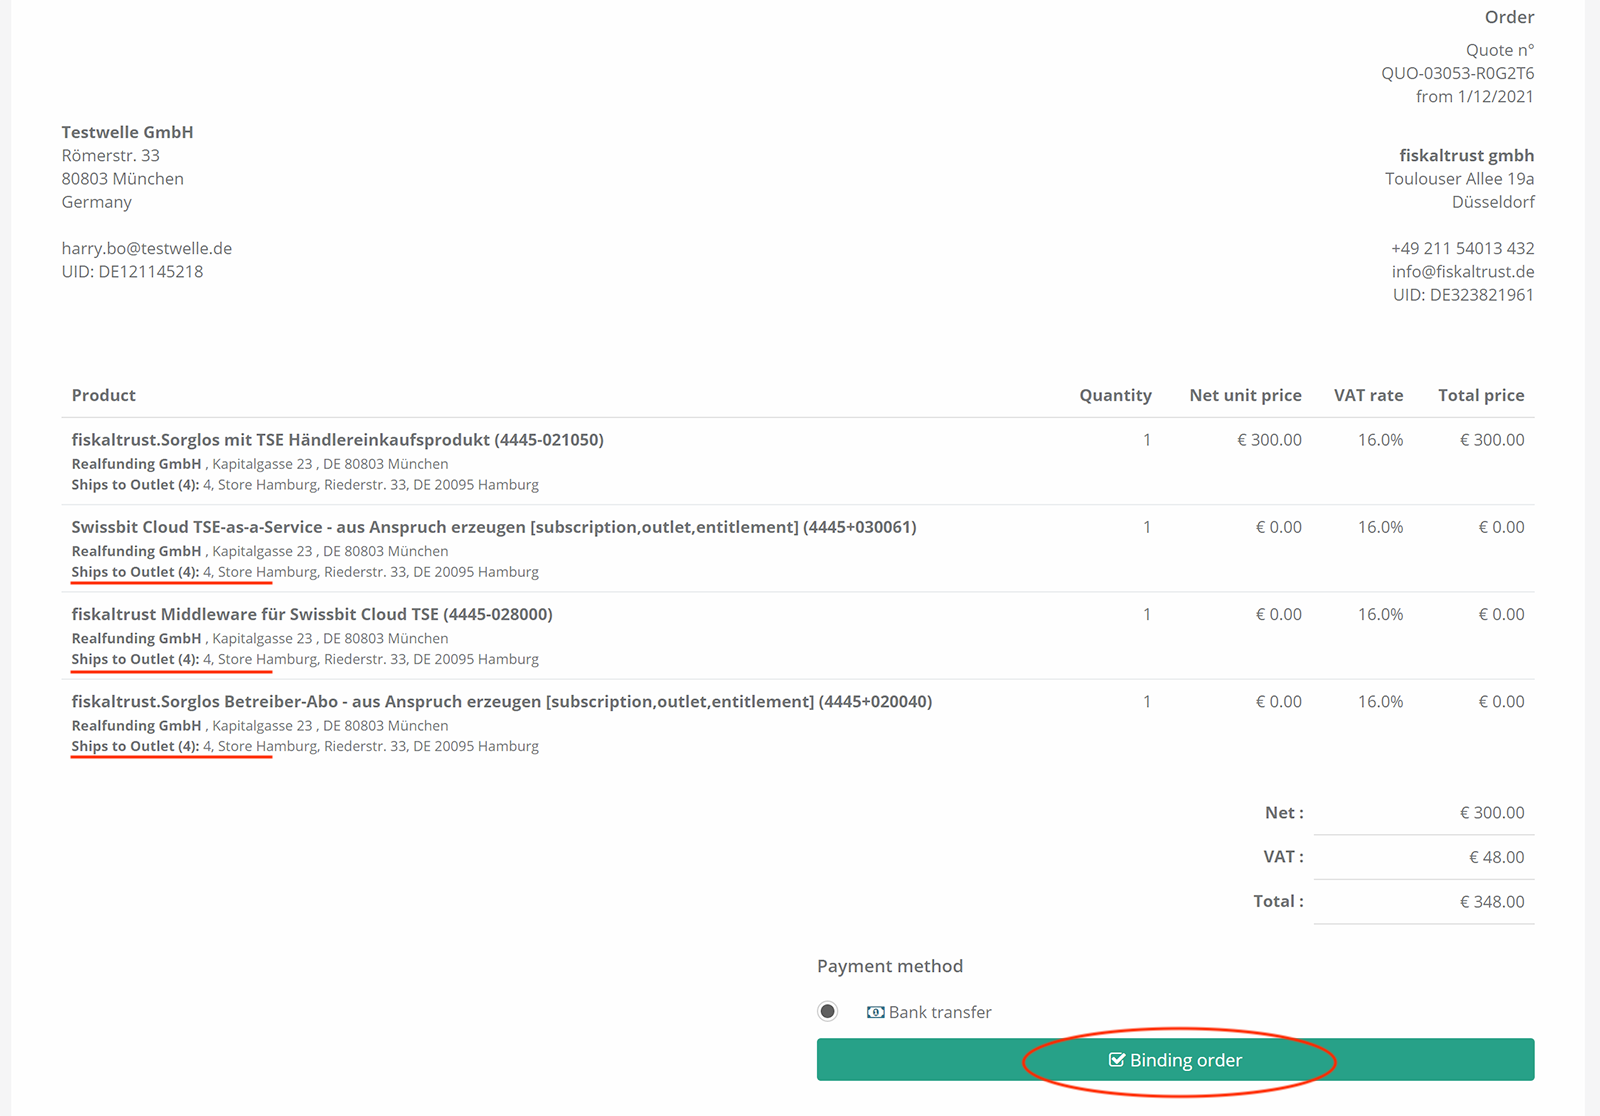 Order
Quote n°
QUO-03053-R0G2T6
from 1/12/2021
Testwelle GmbH
Römerstr. 33
80803 München
Germany
harry.bo@testwelle.de
UID: DE121145218
fiskaltrust gmbh
Toulouser Allee 19a
Düsseldorf
+49 211 54013 432
info@fiskaltrust.de
UID: DE323821961
Product Quantity Net unit price VAT rate Total price
fiskaltrust.Sorglos mit TSE Händlereinkaufsprodukt (4445-021050) 1 € 300.00 16.0% € 300.00
Realfunding GmbH , Kapitalgasse 23 , DE 80803 München
Ships to Outlet (4): 4, Store Hamburg, Riederstr. 33, DE 20095 Hamburg
Swissbit Cloud TSE-as-a-Service - aus Anspruch erzeugen [subscription,outlet,entitlement] (4445+030061) 1 € 0.00 16.0% € 0.00
Realfunding GmbH , Kapitalgasse 23 , DE 80803 München
Ships to Outlet (4): 4, Store Hamburg, Riederstr. 33, DE 20095 Hamburg
fiskaltrust Middleware für Swissbit Cloud TSE (4445-028000) 1 € 0.00 16.0% € 0.00
Realfunding GmbH , Kapitalgasse 23 , DE 80803 München
Ships to Outlet (4): 4, Store Hamburg, Riederstr. 33, DE 20095 Hamburg
fiskaltrust.Sorglos Betreiber-Abo - aus Anspruch erzeugen [subscription,outlet,entitlement] (4445+020040) 1 € 0.00 16.0% € 0.00
Realfunding GmbH , Kapitalgasse 23 , DE 80803 München
Ships to Outlet (4): 4, Store Hamburg, Riederstr. 33, DE 20095 Hamburg
Net : € 300.00
VAT : € 48.00
Total : € 348.00
Payment method
Bank transfer
Binding order